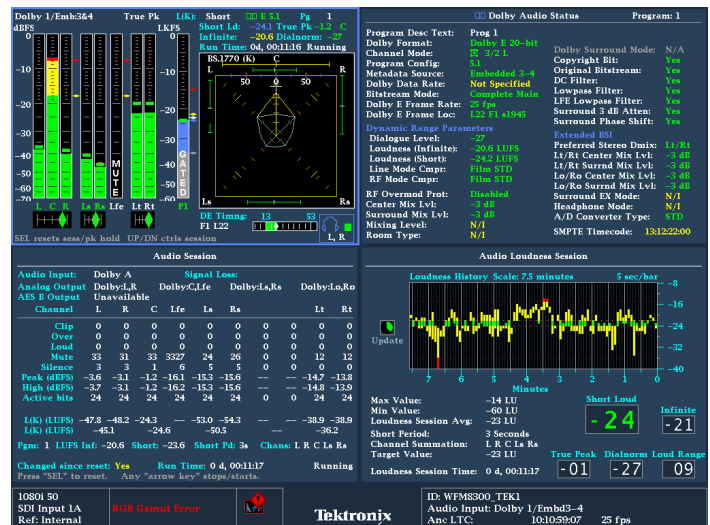 Dolby 1/Emb:3&4 True Pk L(K): Short E 5.1 Pg 1
dBFS LKFS Short Ld: -24.1 True Pk -1.2 C
Infinite: -20.6 Dialnorm: -27
Run Time: 0d, 00:11:16 Running
BS.1770 (K) C
L R
0 0
-10 -10
-20 -20
-30 -30
-40 -40
-50 -50
-60 -60
MUTE
GATED
Ls Rs
L C R Ls Rs Lfe Lt Rt P1
DE Timng: 13 53
F1 L22
L, R
SEL resets sess/pk hold UP/DN ctrls session
Dolby Audio Status Program: 1
Program Desc Text: Prog 1
Dolby Format: Dolby E 20-bit
Channel Mode: 3/2 L
Program Config: 5.1
Metadata Source: Embedded 3-4
Dolby Data Rate: Not Specified
Bitstream Mode: Complete Main
Dolby E Frame Rate: 25 fps
Dolby E Frame Loc: L22 F1 s1945
Dynamic Range Parameters
Dialogue Level: -27
Loudness (Infinite): -20.6 LUFS
Loudness (Short): -24.2 LUFS
Line Mode Cmpr: Film STD
RF Mode Cmpr: Film STD
RF Overmod Prot: Disabled
Center Mix Lvl: -3 dB
Surround Mix Lvl: -3 dB
Mixing Level: N/I
Room Type: N/I
Dolby Surround Mode: N/A
Copyright Bit: Yes
Original Bitstream: Yes
DC Filter: Yes
Lowpass Filter: Yes
LFE Lowpass Filter: Yes
Surround 3 dB Atten: Yes
Surround Phase Shift: Yes
Extended BSI
Preferred Stereo Dmix: Lt/Rt
Lt/Rt Center Mix Lvl: -3 dB
Lt/Rt Surrnd Mix Lvl: -3 dB
Lo/Ro Center Mix Lvl: -3 dB
Lo/Ro Surrnd Mix Lvl: -3 dB
Surround EX Mode: N/I
Headphone Mode: N/I
A/D Converter Type: STD
SMPTE Timecode: 13:12:22:00
Audio Session
Audio Input: Dolby A Signal Loss:
Analog Output Dolby:L,R Dolby:C,Lfe Dolby:Ls,Rs Dolby:Lo,Ro
AES B Output Unavailable
Channel L R C Lfe Ls Rs Lt Rt
Clip 0 0 0 0 0 0 0 0 0 0
Over 0 0 0 0 0 0 0 0 0 0
Loud 0 0 0 0 0 0 0 0 0 0
Mute 33 31 33 3327 24 26 0 0 12 12
Silence 3 3 1 6 5 5 0 0 0 0
Peak (dBFS) -3.6 -3.1 -1.2 -16.1 -15.3 -15.6 -- -- -14.7 -13.8
High (dBFS) -3.7 -3.1 -1.2 -16.2 -15.3 -15.6 -- -- -14.8 -13.9
Active bits 24 24 24 24 24 24 0 0 24 24
L(K) (LUFS) -47.8 -48.2 -24.3 -- -53.0 -54.3 -- -- -38.9 -38.9
L(K) (LUFS) -45.1 -24.6 -50.5 -- -36.2
Pgm: 1 LUFS Inf: -20.6 Short: -23.6 Short Pd: 3s Chans: L R C Ls Rs
Changed since reset: Yes Run Time: 0 d, 00:11:17 Running
Press "SEL" to reset. Any "arrow key" stops/starts.
Audio Loudness Session
Loudness History Scale: 7.5 minutes 5 sec/bar
Update
-8
-16
-24
-32
-40
7 6 5 4 3 2 1 0
Minutes
Max Value: -14 LU
Min Value: -60 LU
Loudness Session Avg: -23 LU
Short Period: 3 Seconds
Channel Summation: L R C Ls Rs
Target Value: -23 LU
Loudness Session Time: 0 d, 00:11:17
Short Loud
-24
Infinite
-21
True Peak Dialnorm Loud Range
-01 -27 09
1080i 50
SDI Input 1A
Ref: Internal
RGB Gamut Error
Tektronix
ID: WFM8300_TEK1
Audio Input: Dolby 1/Embd3-4
Anc LTC: 10:10:59:07 25 fps